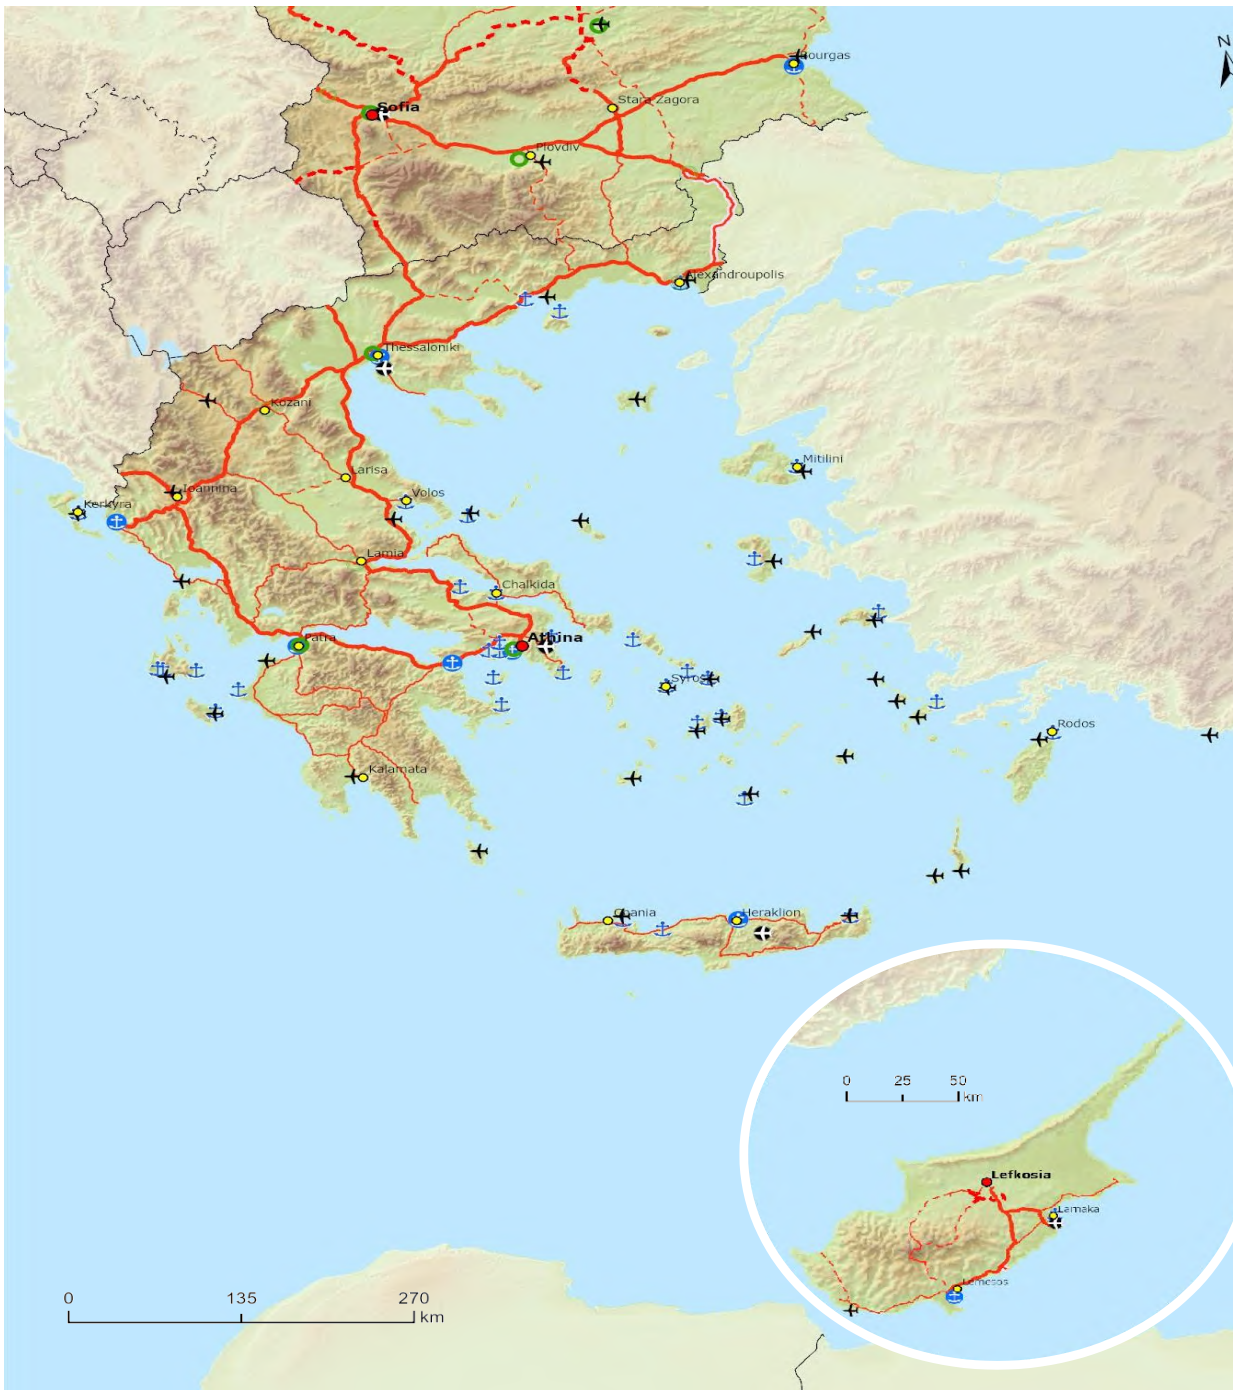 N
Bourgas
Sofia
Stara Zagora
Plovdiv
Alexandroupolis
Thessaloniki
Kozani
Mitilini
Larisa
Ioannina
Volos
Kerkyra
Lamia
Chalkida
Patra
Athina
Syros
Rodos
Kalamata
Chania
Heraklion
0 25 50
km
Lefkosia
Larnaka
Lemesos
0 135 270
km